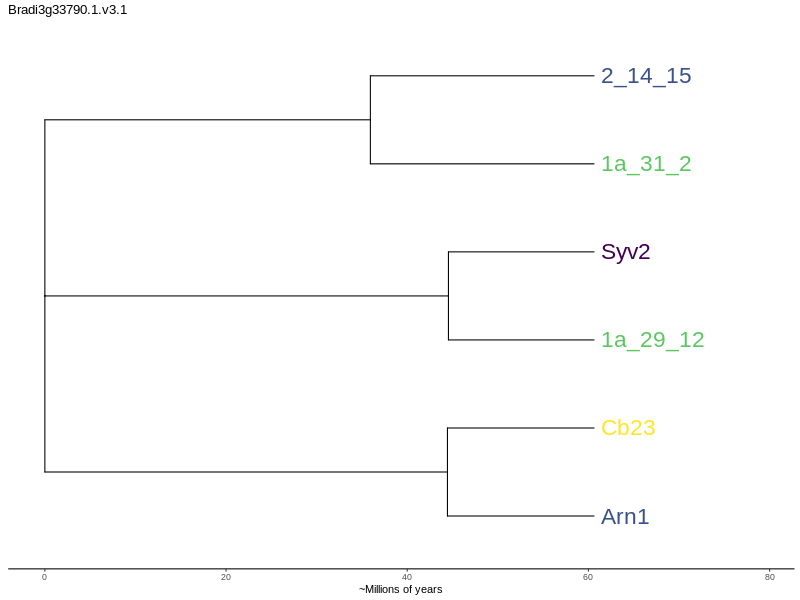 Bradi3g33790.1.v3.1
2_14_15
1a_31_2
Syv2
1a_29_12
Cb23
Arn1
0 20 40 60 80
~Millions of years